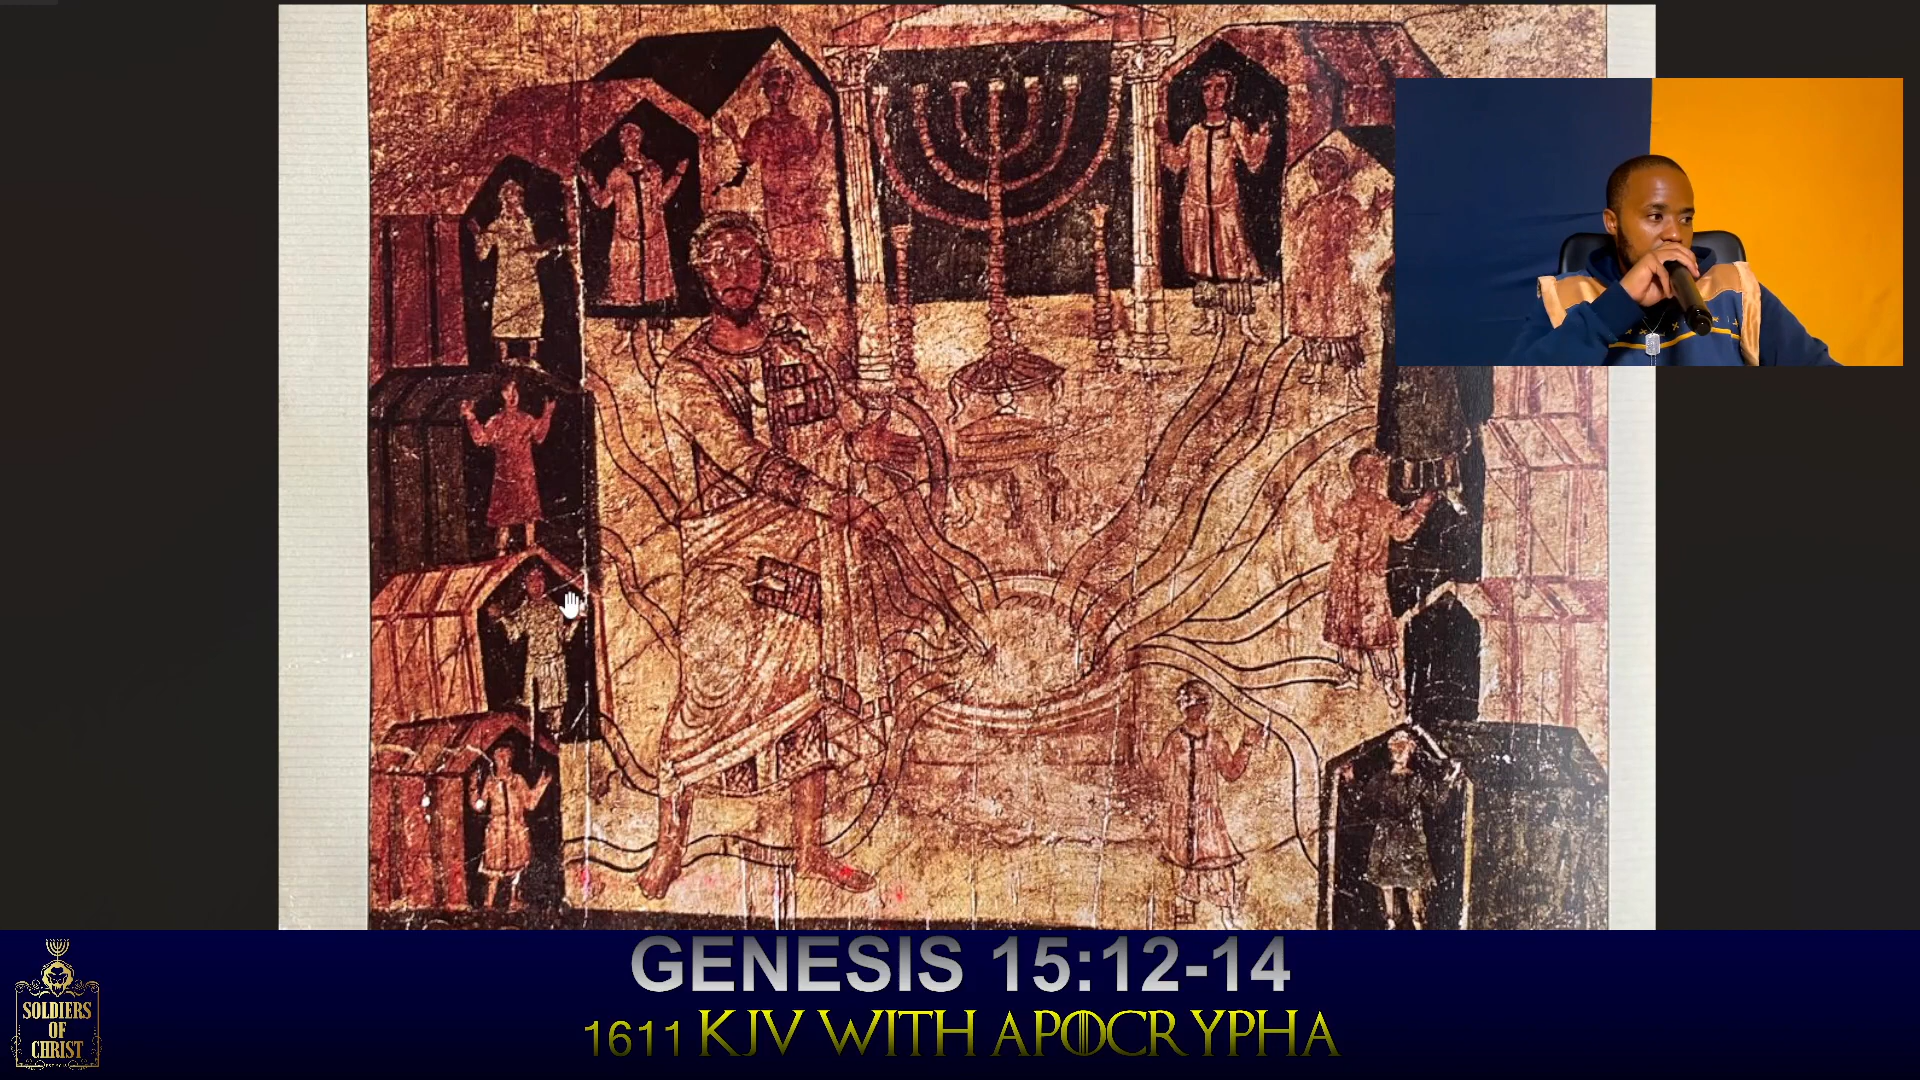 GENESIS 15:12-14
1611 KJV WITH APOCRYPHA
SOLDIERS
OF
CHRIST